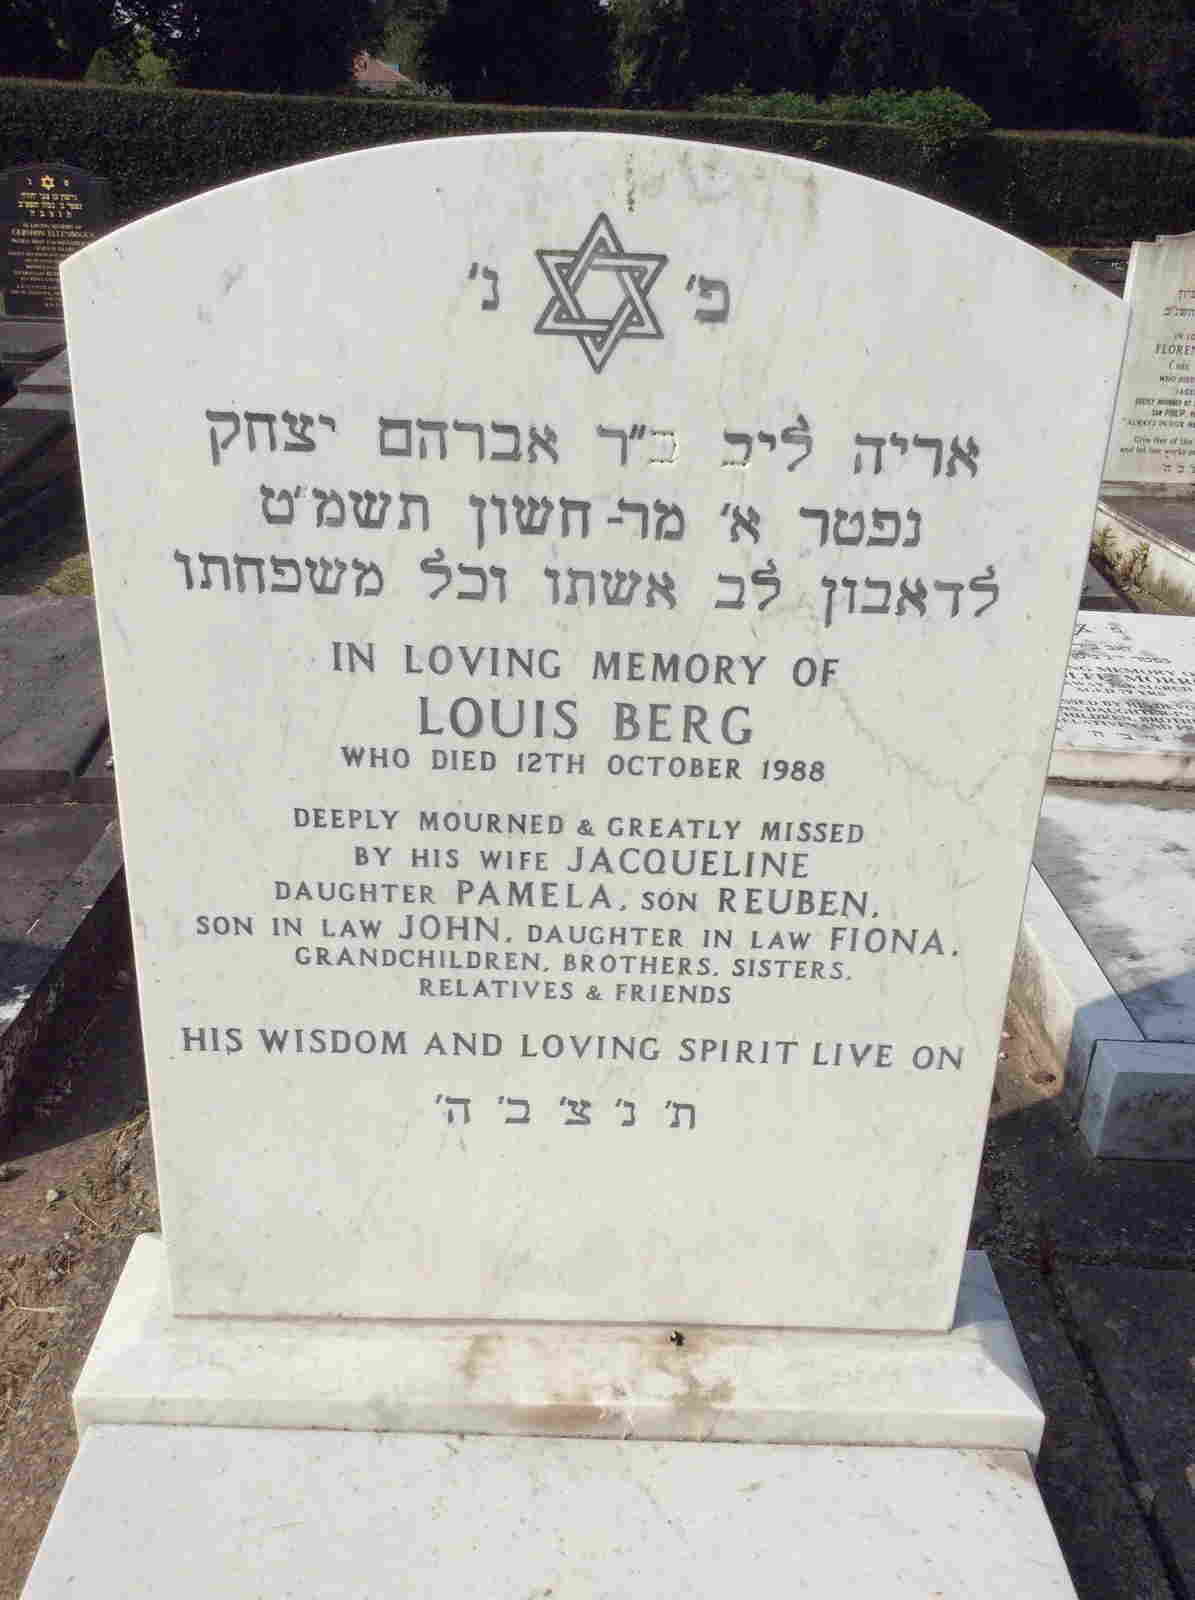 פ' נ'
אריה ליב ב"ר אברהם יצחק
נפטר א' מר-חשון תשמ'ט
לדאבון לב אשתו וכל משפחתו
IN LOVING MEMORY OF
LOUIS BERG
WHO DIED 12TH OCTOBER 1988
DEEPLY MOURNED & GREATLY MISSED
BY HIS WIFE JACQUELINE
DAUGHTER PAMELA, SON REUBEN,
SON IN LAW JOHN, DAUGHTER IN LAW FIONA,
GRANDCHILDREN, BROTHERS, SISTERS,
RELATIVES & FRIENDS
HIS WISDOM AND LOVING SPIRIT LIVE ON
ת' נ' צ' ב' ה'